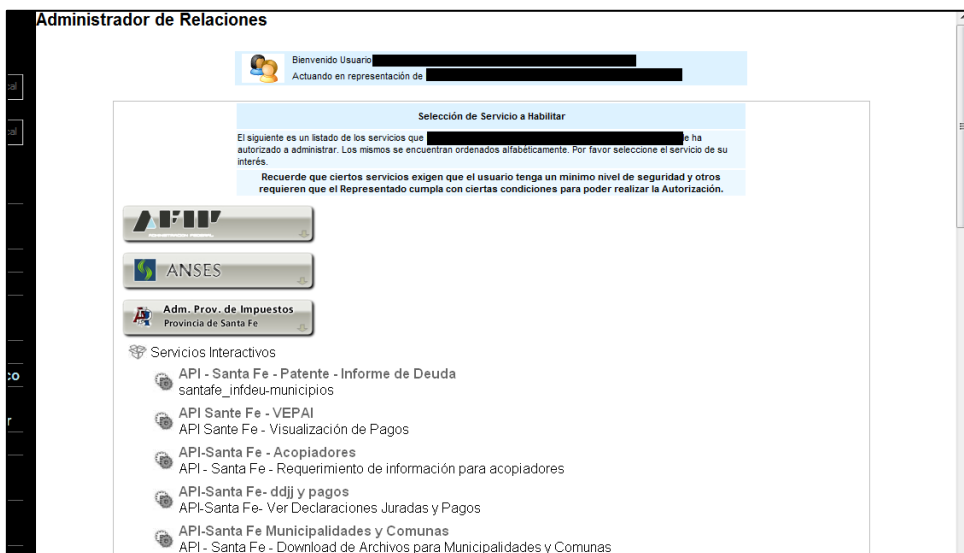 Administrador de Relaciones
Bienvenido Usuario
Actuando en representación de
Selección de Servicio a Habilitar
El siguiente es un listado de los servicios que e ha
autorizado a administrar. Los mismos se encuentran ordenados alfabéticamente. Por favor seleccione el servicio de su
interés.
Recuerde que ciertos servicios exigen que el usuario tenga un minimo nivel de seguridad y otros
requieren que el Representado cumpla con ciertas condiciones para poder realizar la Autorización.
AFIP
ANSES
Adm. Prov. de Impuestos
Provincia de Santa Fe
Servicios Interactivos
API - Santa Fe - Patente - Informe de Deuda
santafe_infdeu-municipios
API Sante Fe - VEPAI
API Sante Fe - Visualización de Pagos
API-Santa Fe - Acopiadores
API - Santa Fe - Requerimiento de información para acopiadores
API-Santa Fe- ddjj y pagos
API-Santa Fe- Ver Declaraciones Juradas y Pagos
API-Santa Fe Municipalidades y Comunas
API - Santa Fe - Download de Archivos para Municipalidades y Comunas